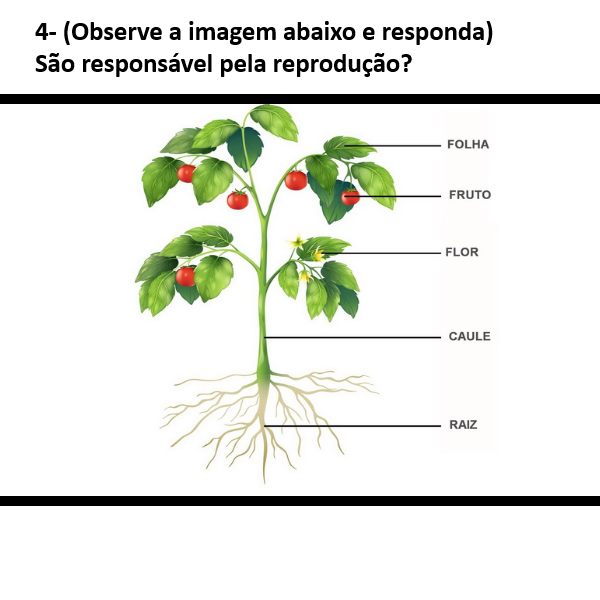 4- (Observe a imagem abaixo e responda)
São responsável pela reprodução?
FOLHA
FRUTO
FLOR
CAULE
RAIZ